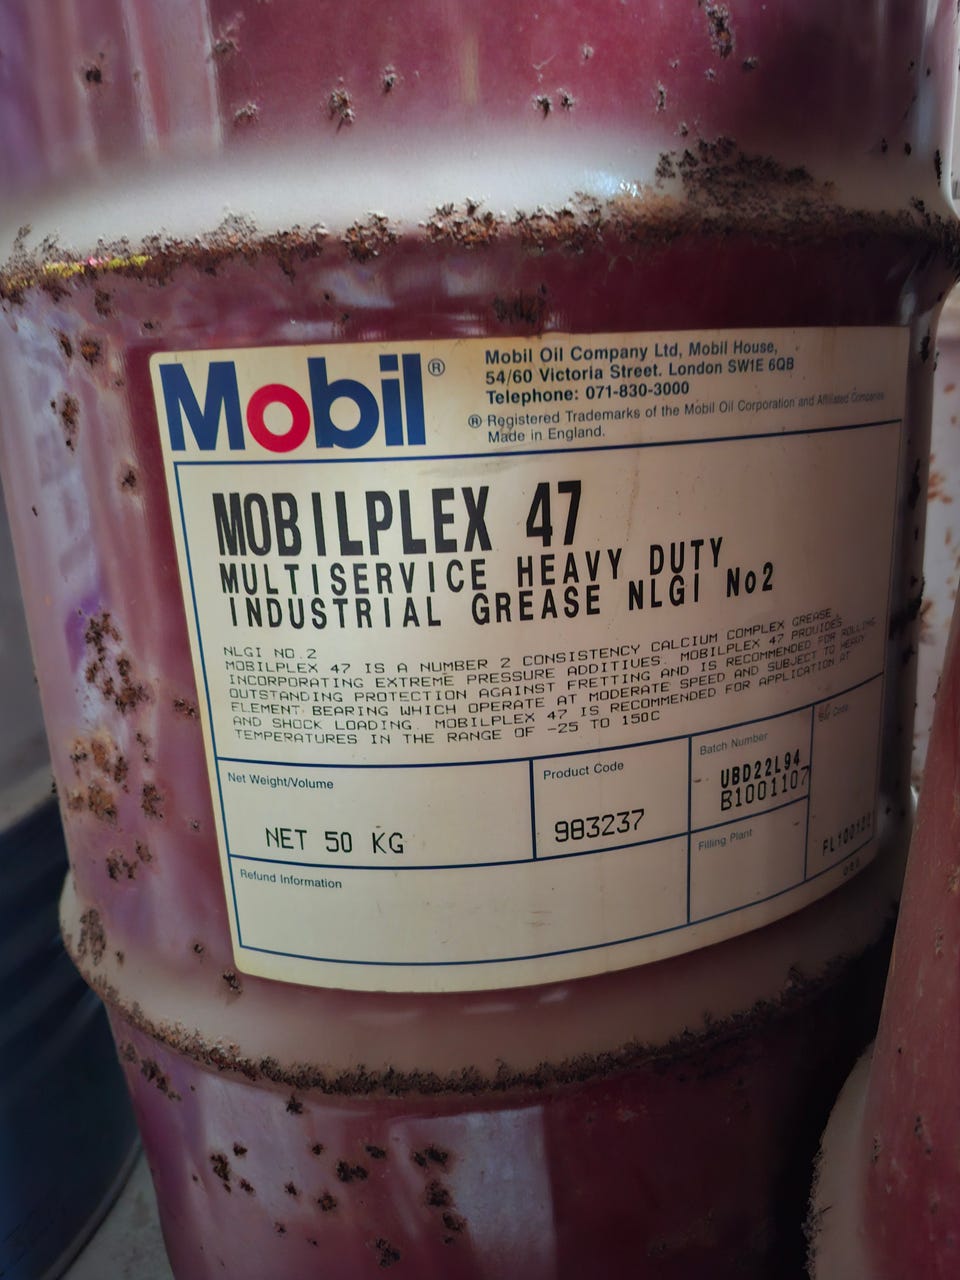 Mobil®
Mobil Oil Company Ltd, Mobil House,
54/60 Victoria Street. London SW1E 6QB
Telephone: 071-830-3000
® Registered Trademarks of the Mobil Oil Corporation and Affiliated Companies
Made in England.
MOBILPLEX 47
MULTISERVICE HEAVY DUTY
INDUSTRIAL GREASE NLGI No2
NLGI NO.2
MOBILPLEX 47 IS A NUMBER 2 CONSISTENCY CALCIUM COMPLEX GREASE
INCORPORATING EXTREME PRESSURE ADDITIVES. MOBILPLEX 47 PROVIDES
OUTSTANDING PROTECTION AGAINST FRETTING AND IS RECOMMENDED FOR ROLLING
ELEMENT BEARING WHICH OPERATE AT MODERATE SPEED AND SUBJECT TO HEAVY
AND SHOCK LOADING. MOBILPLEX 47 IS RECOMMENDED FOR APPLICATION AT
TEMPERATURES IN THE RANGE OF -25 TO 150C
Net Weight/Volume
NET 50 KG
Product Code
983237
Batch Number
UBD22L94
B1001107
Filling Plant
Refund Information